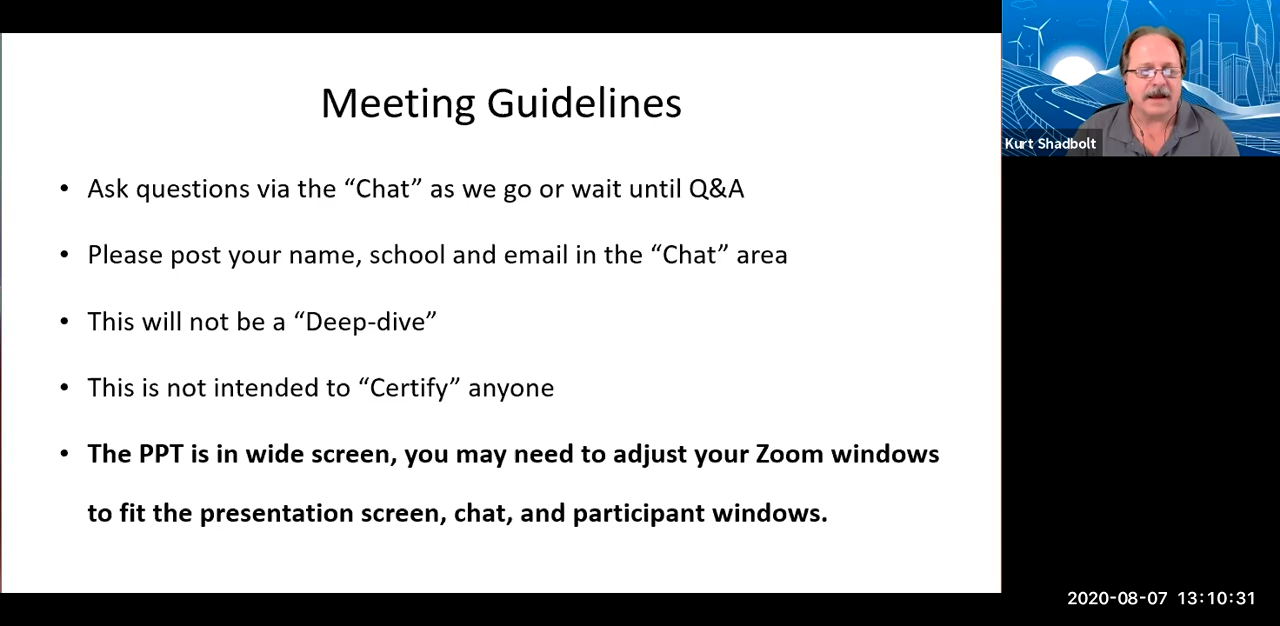 Meeting Guidelines
• Ask questions via the “Chat” as we go or wait until Q&A
• Please post your name, school and email in the “Chat” area
• This will not be a “Deep-dive”
• This is not intended to “Certify” anyone
• The PPT is in wide screen, you may need to adjust your Zoom windows
to fit the presentation screen, chat, and participant windows.
Kurt Shadbolt
2020-08-07 13:10:31